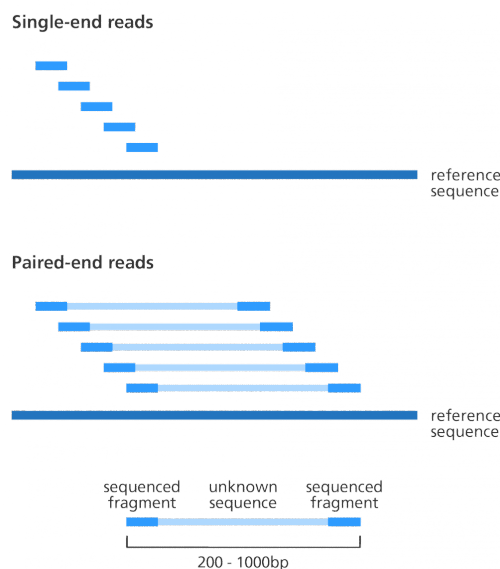 Single-end reads
reference
sequence
Paired-end reads
reference
sequence
sequenced unknown sequenced
fragment sequence fragment
200 - 1000bp